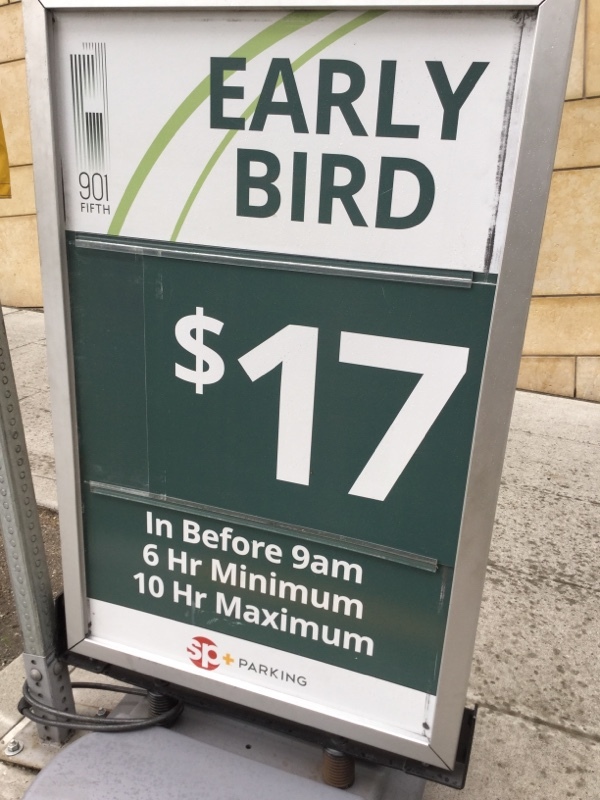 EARLY
BIRD
901
FIFTH
$17
In Before 9am
6 Hr Minimum
10 Hr Maximum
sp+ PARKING